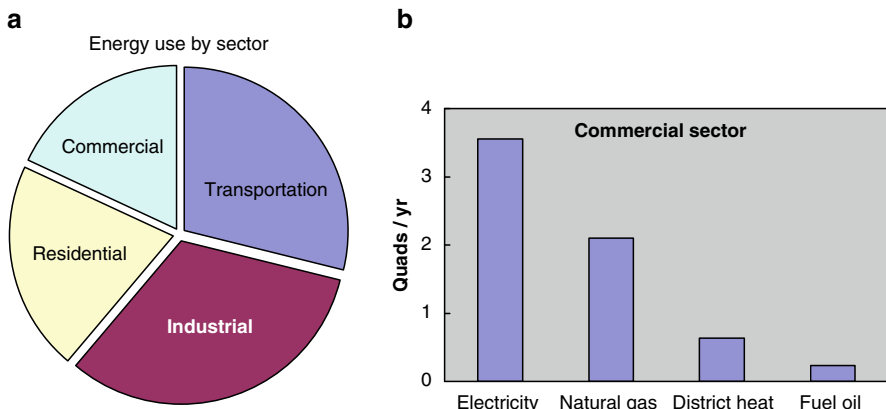 a
Energy use by sector
Commercial
Transportation
Residential
Industrial
b
Commercial sector
Quads / yr
4
3
2
1
0
Electricity Natural gas District heat Fuel oil